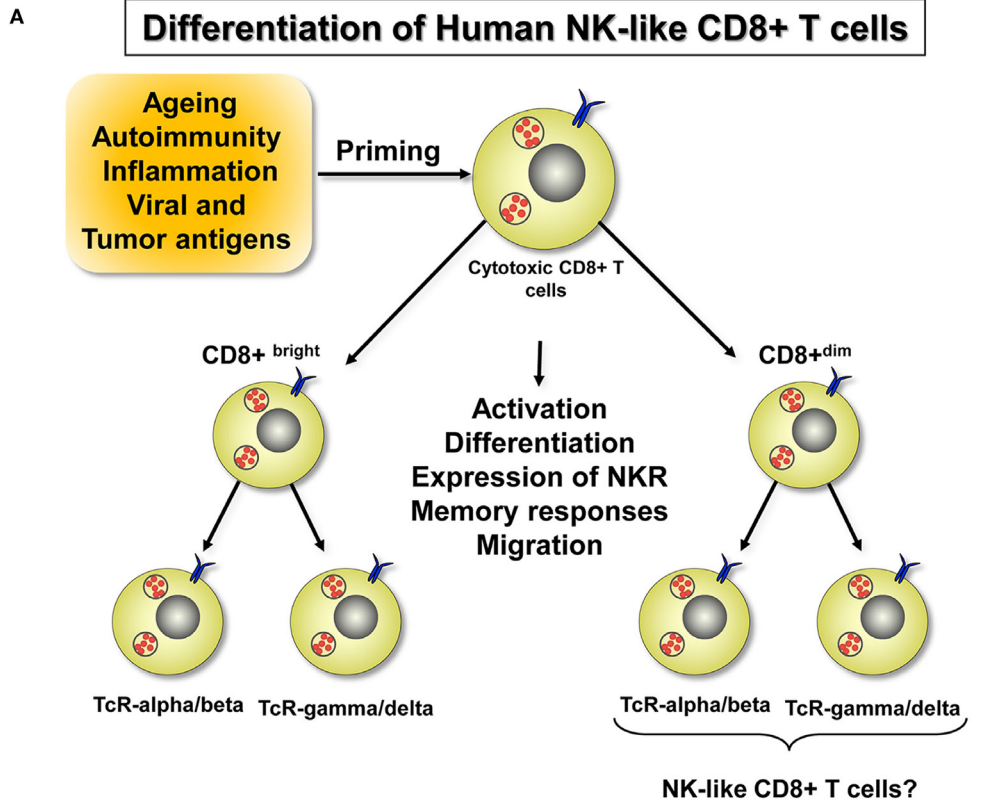 A
Differentiation of Human NK-like CD8+ T cells
Ageing
Autoimmunity
Inflammation
Viral and
Tumor antigens
Priming
Cytotoxic CD8+ T
cells
CD8+ bright
CD8+dim
Activation
Differentiation
Expression of NKR
Memory responses
Migration
TcR-alpha/beta
TcR-gamma/delta
TcR-alpha/beta
TcR-gamma/delta
NK-like CD8+ T cells?